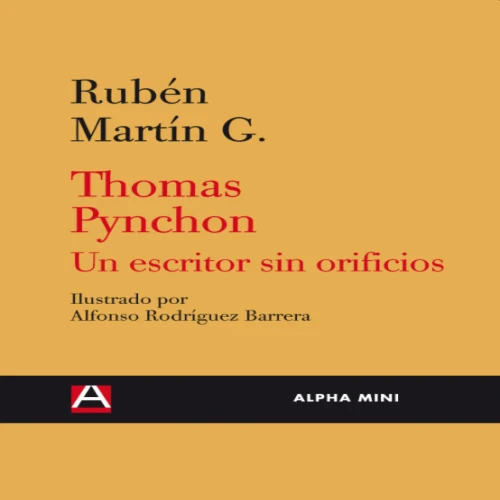 Rubén
Martín G.
Thomas
Pynchon
Un escritor sin orificios
Ilustrado por
Alfonso Rodríguez Barrera
A
ALPHA MINI